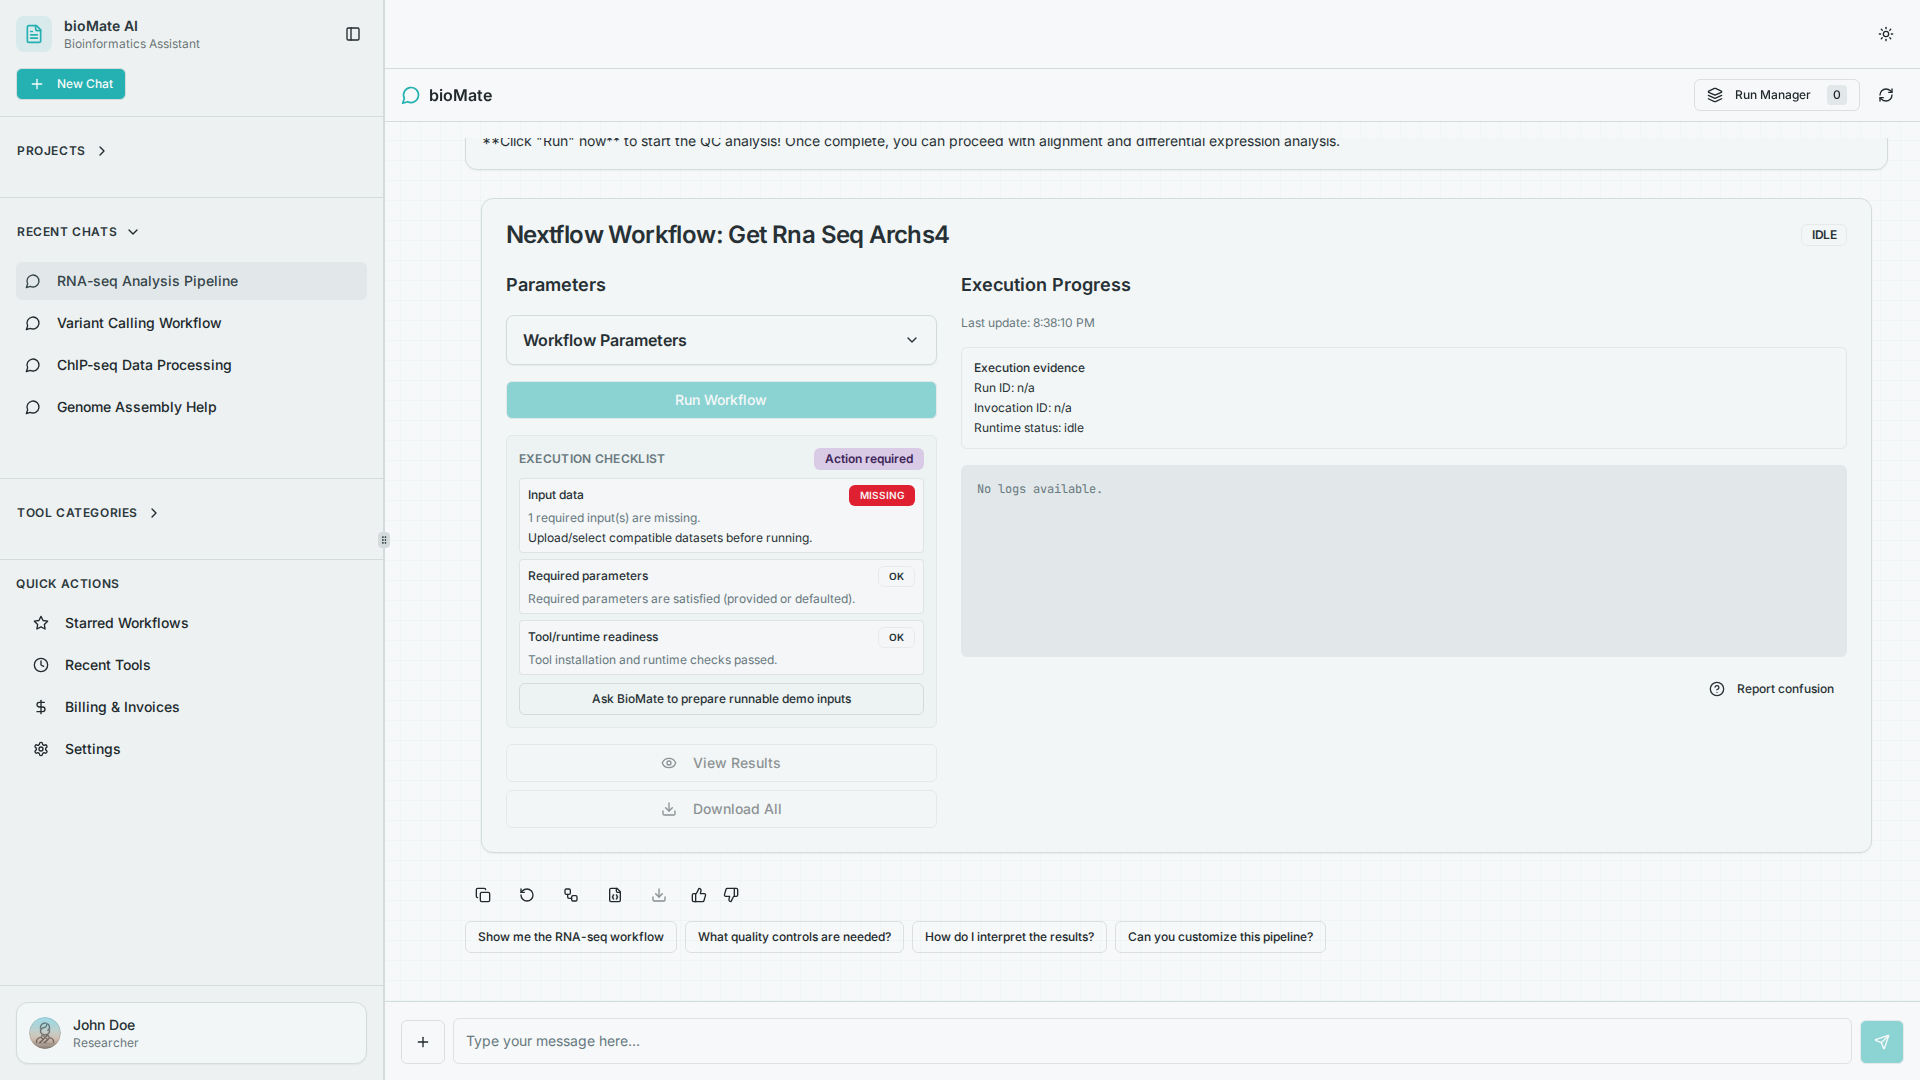 bioMate AI
Bioinformatics Assistant
New Chat
PROJECTS
RECENT CHATS
RNA-seq Analysis Pipeline
Variant Calling Workflow
ChIP-seq Data Processing
Genome Assembly Help
TOOL CATEGORIES
QUICK ACTIONS
Starred Workflows
Recent Tools
Billing & Invoices
Settings
John Doe
Researcher
bioMate
Run Manager 0
**Click "Run" now** to start the QC analysis! Once complete, you can proceed with alignment and differential expression analysis.
Nextflow Workflow: Get Rna Seq Archs4
IDLE
Parameters
Workflow Parameters
Run Workflow
EXECUTION CHECKLIST
Action required
Input data
MISSING
1 required input(s) are missing.
Upload/select compatible datasets before running.
Required parameters
OK
Required parameters are satisfied (provided or defaulted).
Tool/runtime readiness
OK
Tool installation and runtime checks passed.
Ask BioMate to prepare runnable demo inputs
View Results
Download All
Execution Progress
Last update: 8:38:10 PM
Execution evidence
Run ID: n/a
Invocation ID: n/a
Runtime status: idle
No logs available.
Report confusion
Show me the RNA-seq workflow
What quality controls are needed?
How do I interpret the results?
Can you customize this pipeline?
Type your message here...